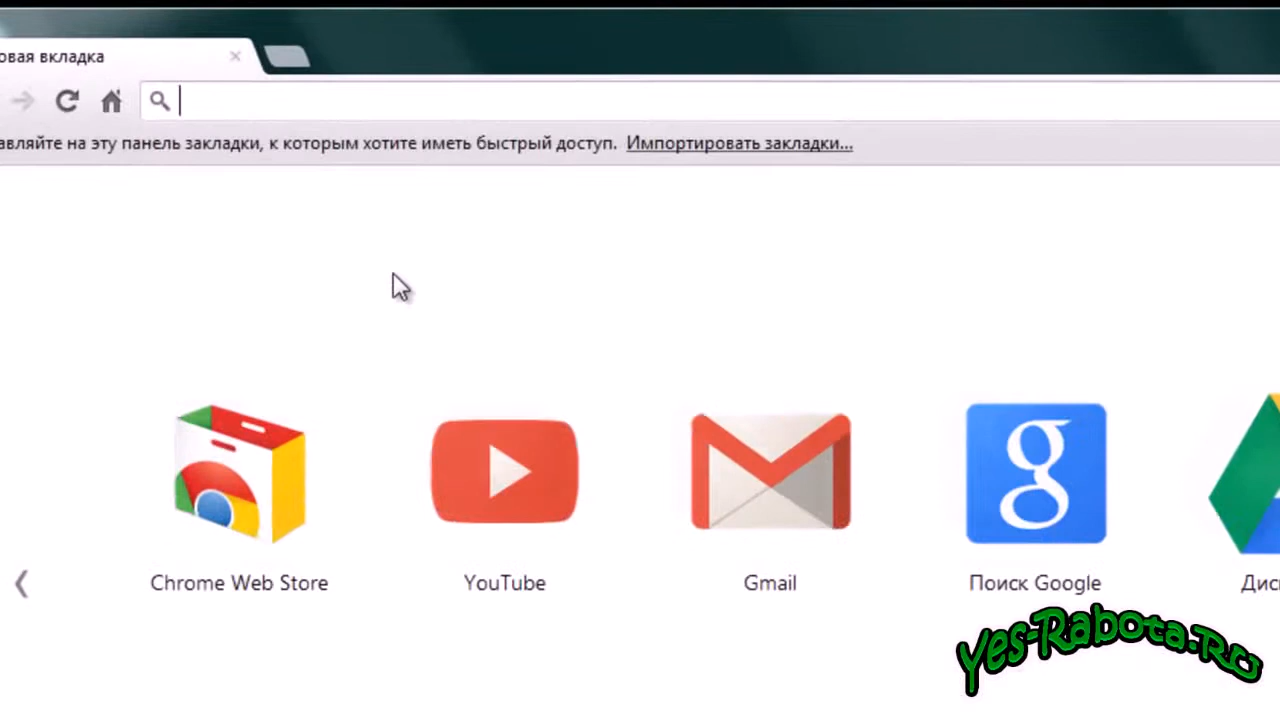 овая вкладка
авляйте на эту панель закладки, к которым хотите иметь быстрый доступ. Импортировать закладки...
g
Chrome Web Store
YouTube
Gmail
Поиск Google
Дис
Yes-Rabota.Ru